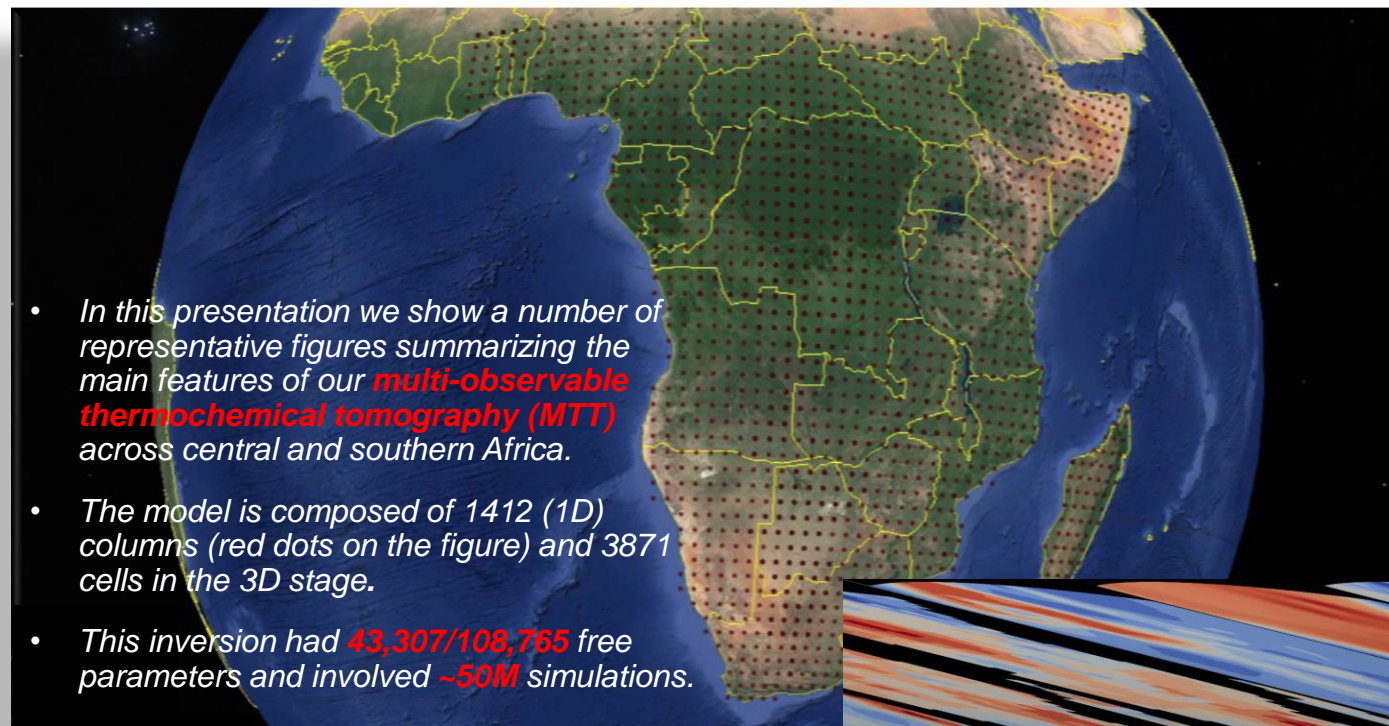 • In this presentation we show a number of
representative figures summarizing the
main features of our multi-observable
thermochemical tomography (MTT)
across central and southern Africa.
• The model is composed of 1412 (1D)
columns (red dots on the figure) and 3871
cells in the 3D stage.
• This inversion had 43,307/108,765 free
parameters and involved ~50M simulations.